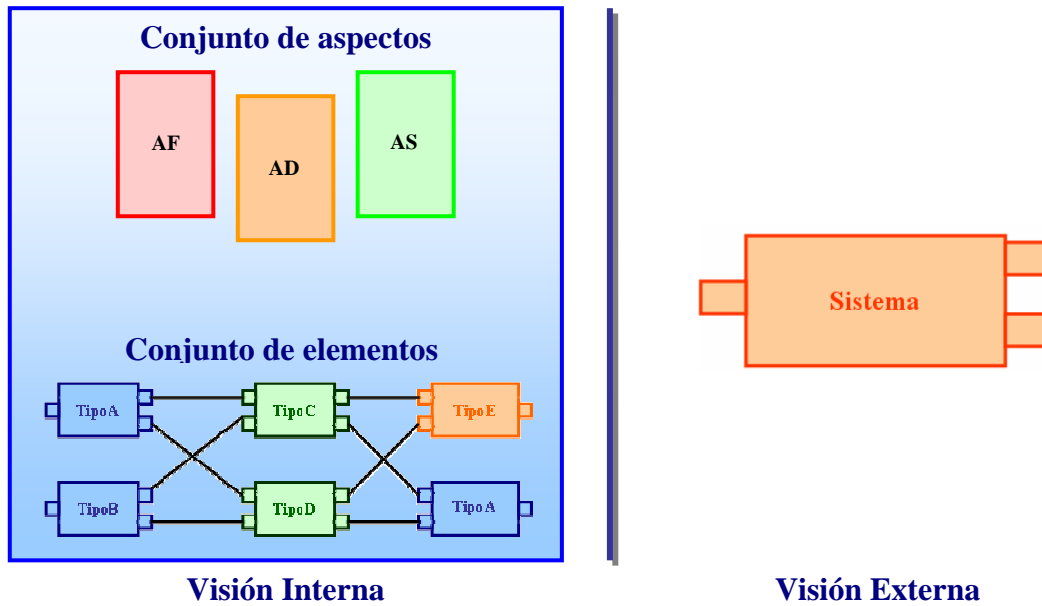 Conjunto de aspectos
AF
AD
AS
Conjunto de elementos
TipoA
TipoC
TipoE
TipoB
TipoD
TipoA
Visión Interna
Sistema
Visión Externa